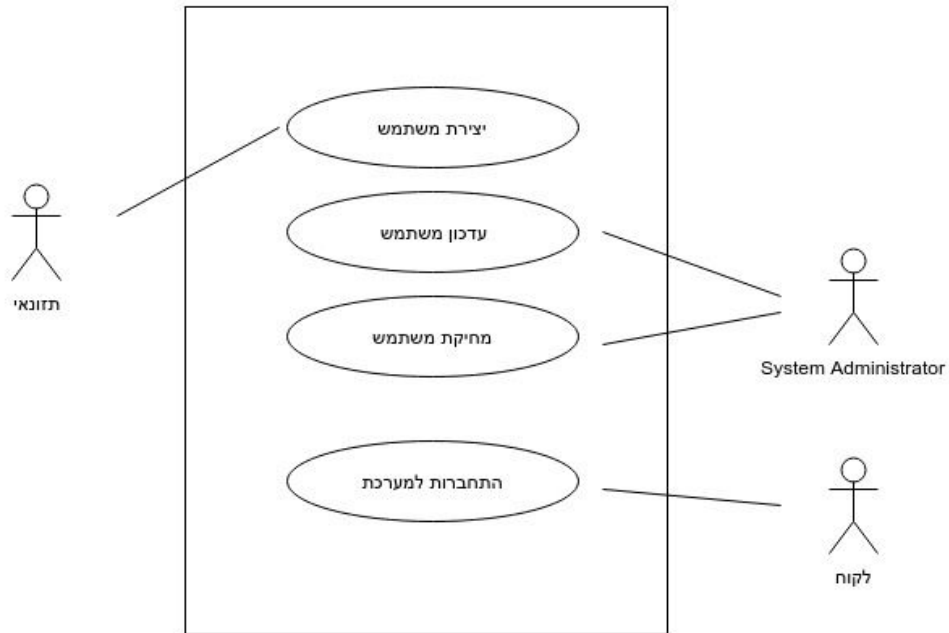 יצירת משתמש
עדכון משתמש
מחיקת משתמש
התחברות למערכת
תזונאי
System Administrator
לקוח